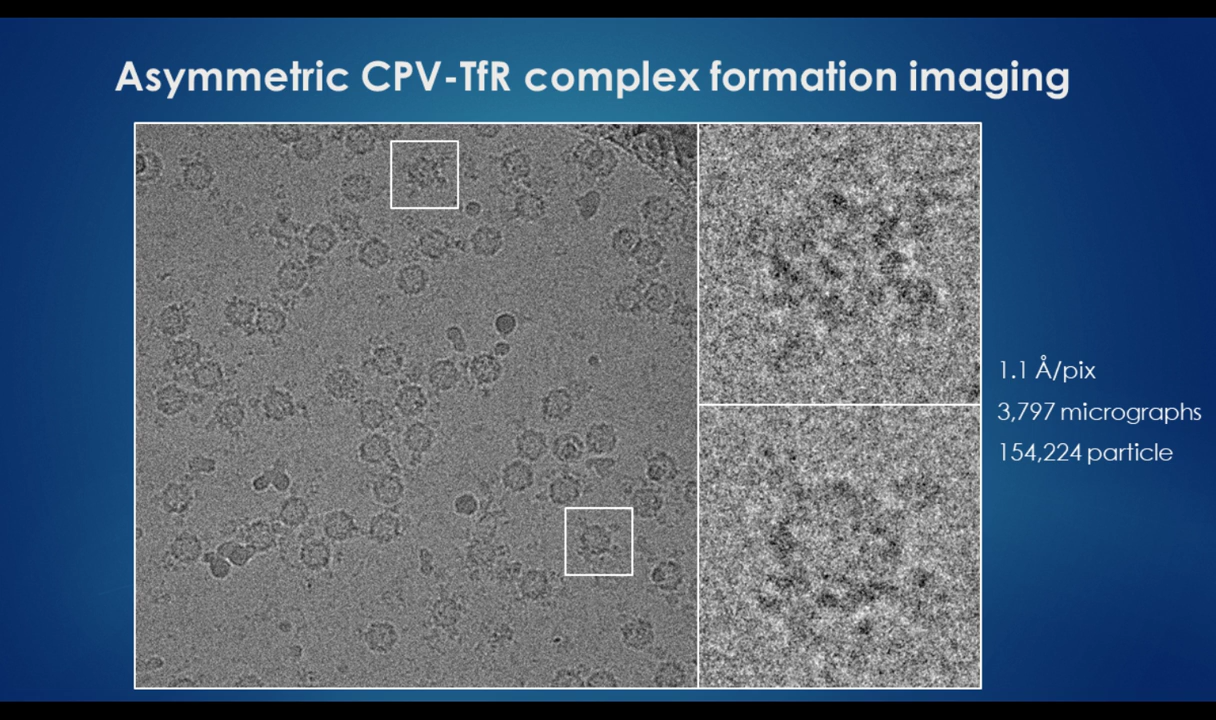 Asymmetric CPV-TfR complex formation imaging
1.1 Å/pix
3,797 micrographs
154,224 particle